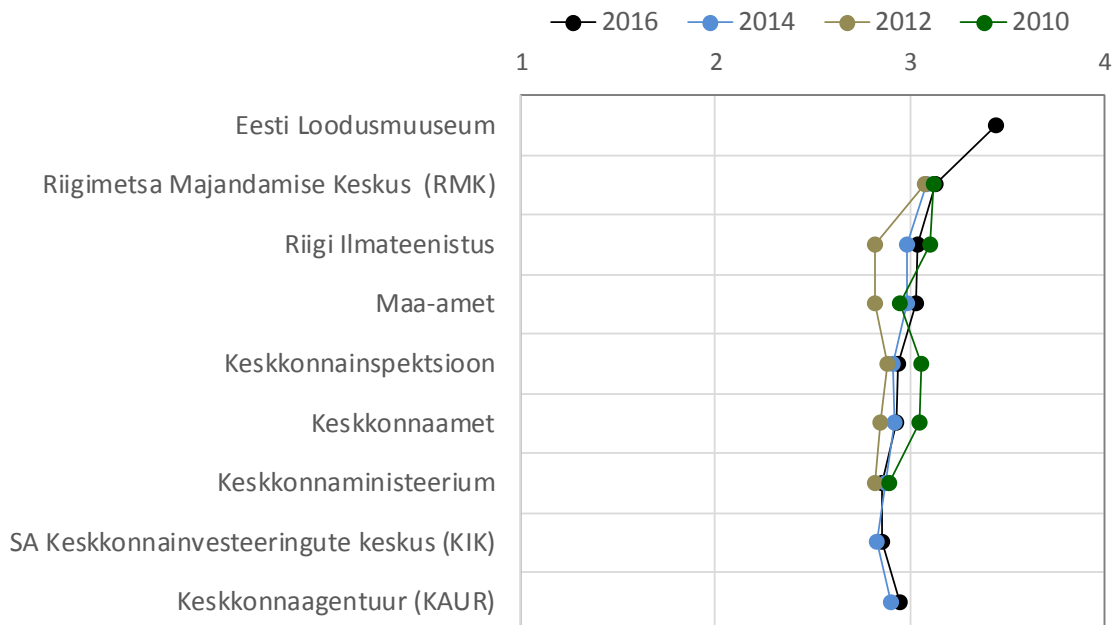 2016 2014 2012 2010
1 2 3 4
Eesti Loodusmuuseum
Riigimetsa Majandamise Keskus (RMK)
Riigi Ilmateenistus
Maa-amet
Keskkonnainspektsioon
Keskkonnaamet
Keskkonnaministeerium
SA Keskkonnainvesteeringute keskus (KIK)
Keskkonnaagentuur (KAUR)